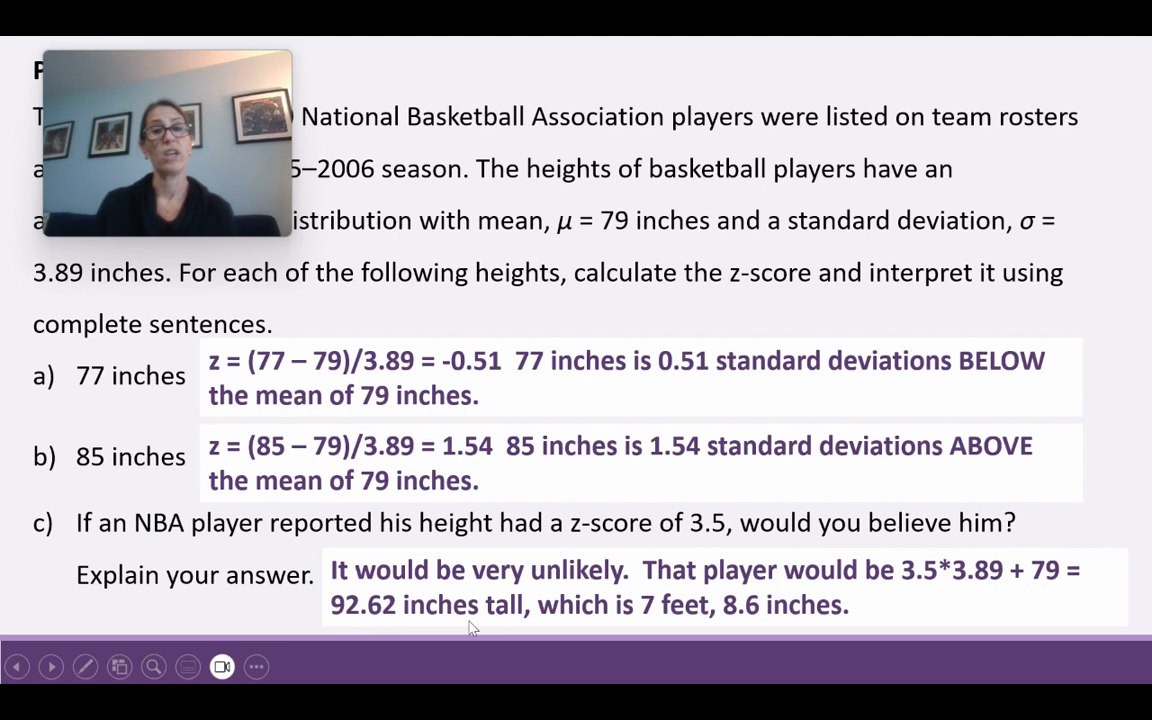 P
T National Basketball Association players were listed on team rosters
a 5–2006 season. The heights of basketball players have an
a istribution with mean, μ = 79 inches and a standard deviation, σ =
3.89 inches. For each of the following heights, calculate the z-score and interpret it using
complete sentences.
a) 77 inches
z = (77 – 79)/3.89 = -0.51 77 inches is 0.51 standard deviations BELOW
the mean of 79 inches.
b) 85 inches
z = (85 – 79)/3.89 = 1.54 85 inches is 1.54 standard deviations ABOVE
the mean of 79 inches.
c) If an NBA player reported his height had a z-score of 3.5, would you believe him?
Explain your answer.
It would be very unlikely. That player would be 3.5*3.89 + 79 =
92.62 inches tall, which is 7 feet, 8.6 inches.